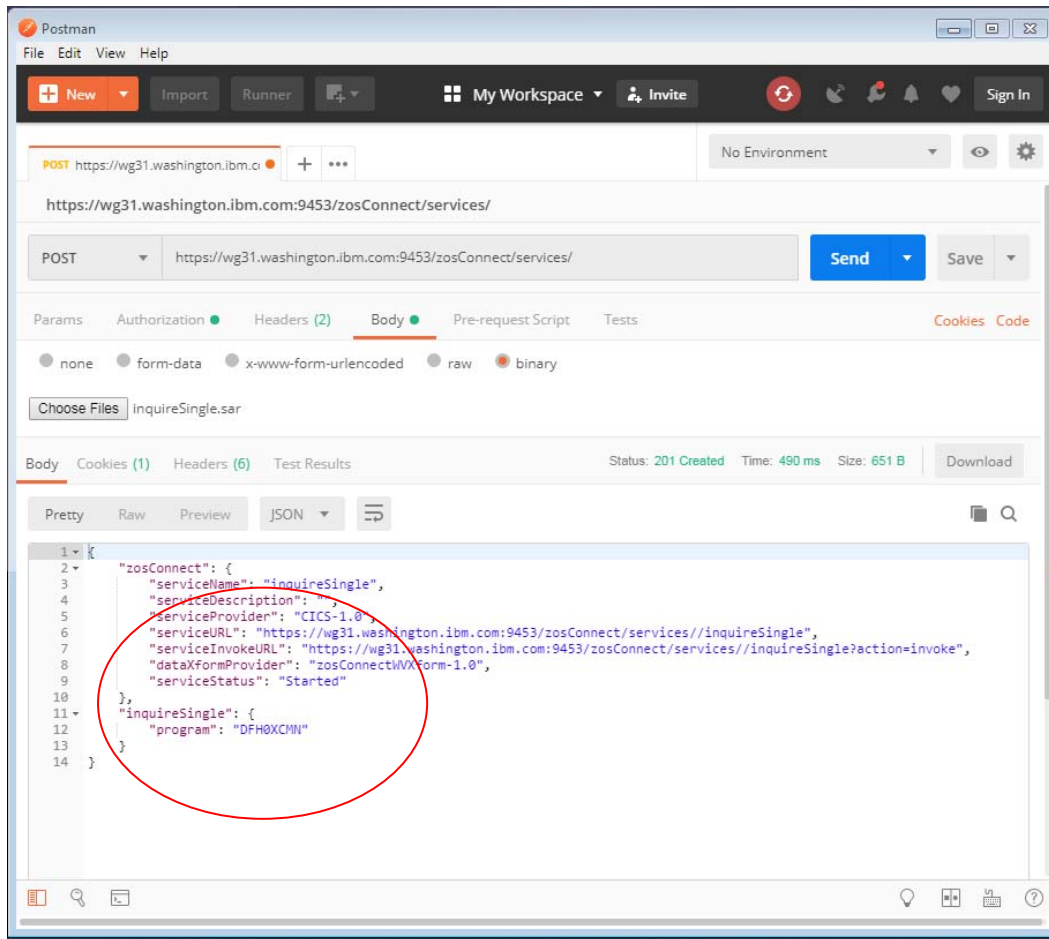 Postman
File Edit View Help
New Import Runner My Workspace Invite Sign In
POST https://wg31.washington.ibm.co No Environment
https://wg31.washington.ibm.com:9453/zosConnect/services/
POST https://wg31.washington.ibm.com:9453/zosConnect/services/ Send Save
Params Authorization Headers (2) Body Pre-request Script Tests Cookies Code
none form-data x-www-form-urlencoded raw binary
Choose Files inquireSingle.sar
Body Cookies (1) Headers (6) Test Results Status: 201 Created Time: 490 ms Size: 651 B Download
Pretty Raw Preview JSON
1 {
2 "zosConnect": {
3 "serviceName": "inquireSingle",
4 "serviceDescription": "",
5 "serviceProvider": "CICS-1.0",
6 "serviceURL": "https://wg31.washington.ibm.com:9453/zosConnect/services//inquireSingle",
7 "serviceInvokeURL": "https://wg31.washington.ibm.com:9453/zosConnect/services//inquireSingle?action=invoke",
8 "dataXformProvider": "zosConnectWVXform-1.0",
9 "serviceStatus": "Started"
10 },
11 "inquireSingle": {
12 "program": "DFH0XCMN"
13 }
14 }